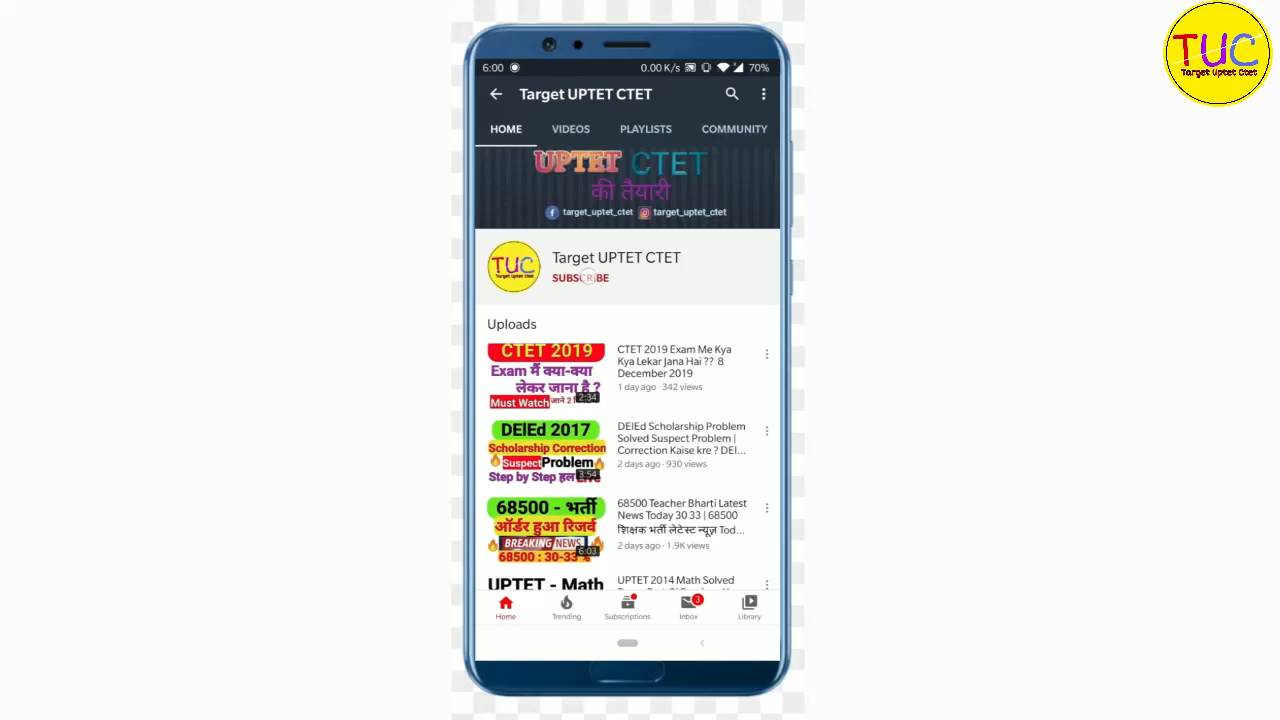 TUC
Target Uptet Ctet
6:00
0.00 K/s
70%
Target UPTET CTET
HOME
VIDEOS
PLAYLISTS
COMMUNITY
UPTET CTET
की तैयारी
target_uptet_ctet
target_uptet_ctet
TUC
Target Uptet Ctet
Target UPTET CTET
SUBSCRIBE
Uploads
CTET 2019
Exam मैं क्या-क्या
लेकर जाना है ?
Must Watch
जाने 2
2:34
CTET 2019 Exam Me Kya
Kya Lekar Jana Hai ?? 8
December 2019
1 day ago · 342 views
DElEd 2017
Scholarship Correction
Suspect Problem
Step by Step हल
3:54
DElEd Scholarship Problem
Solved Suspect Problem |
Correction Kaise kre ? DEl...
2 days ago · 930 views
68500 - भर्ती
ऑर्डर हुआ रिजर्व
BREAKING NEWS
68500 : 30-33 %
6:03
68500 Teacher Bharti Latest
News Today 30 33 | 68500
शिक्षक भर्ती लेटेस्ट न्यूज़ Tod...
2 days ago · 1.9K views
UPTET - Math
UPTET 2014 Math Solved
Home
Trending
Subscriptions
3
Inbox
Library